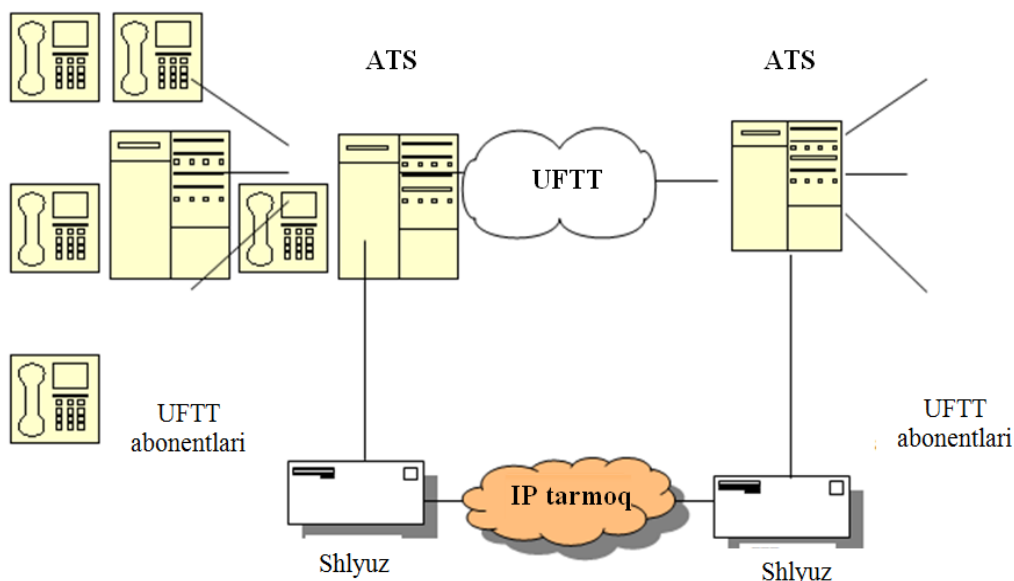 ATS
ATS
UFTT
UFTT
abonentlari
UFTT
abonentlari
IP tarmoq
Shlyuz
Shlyuz